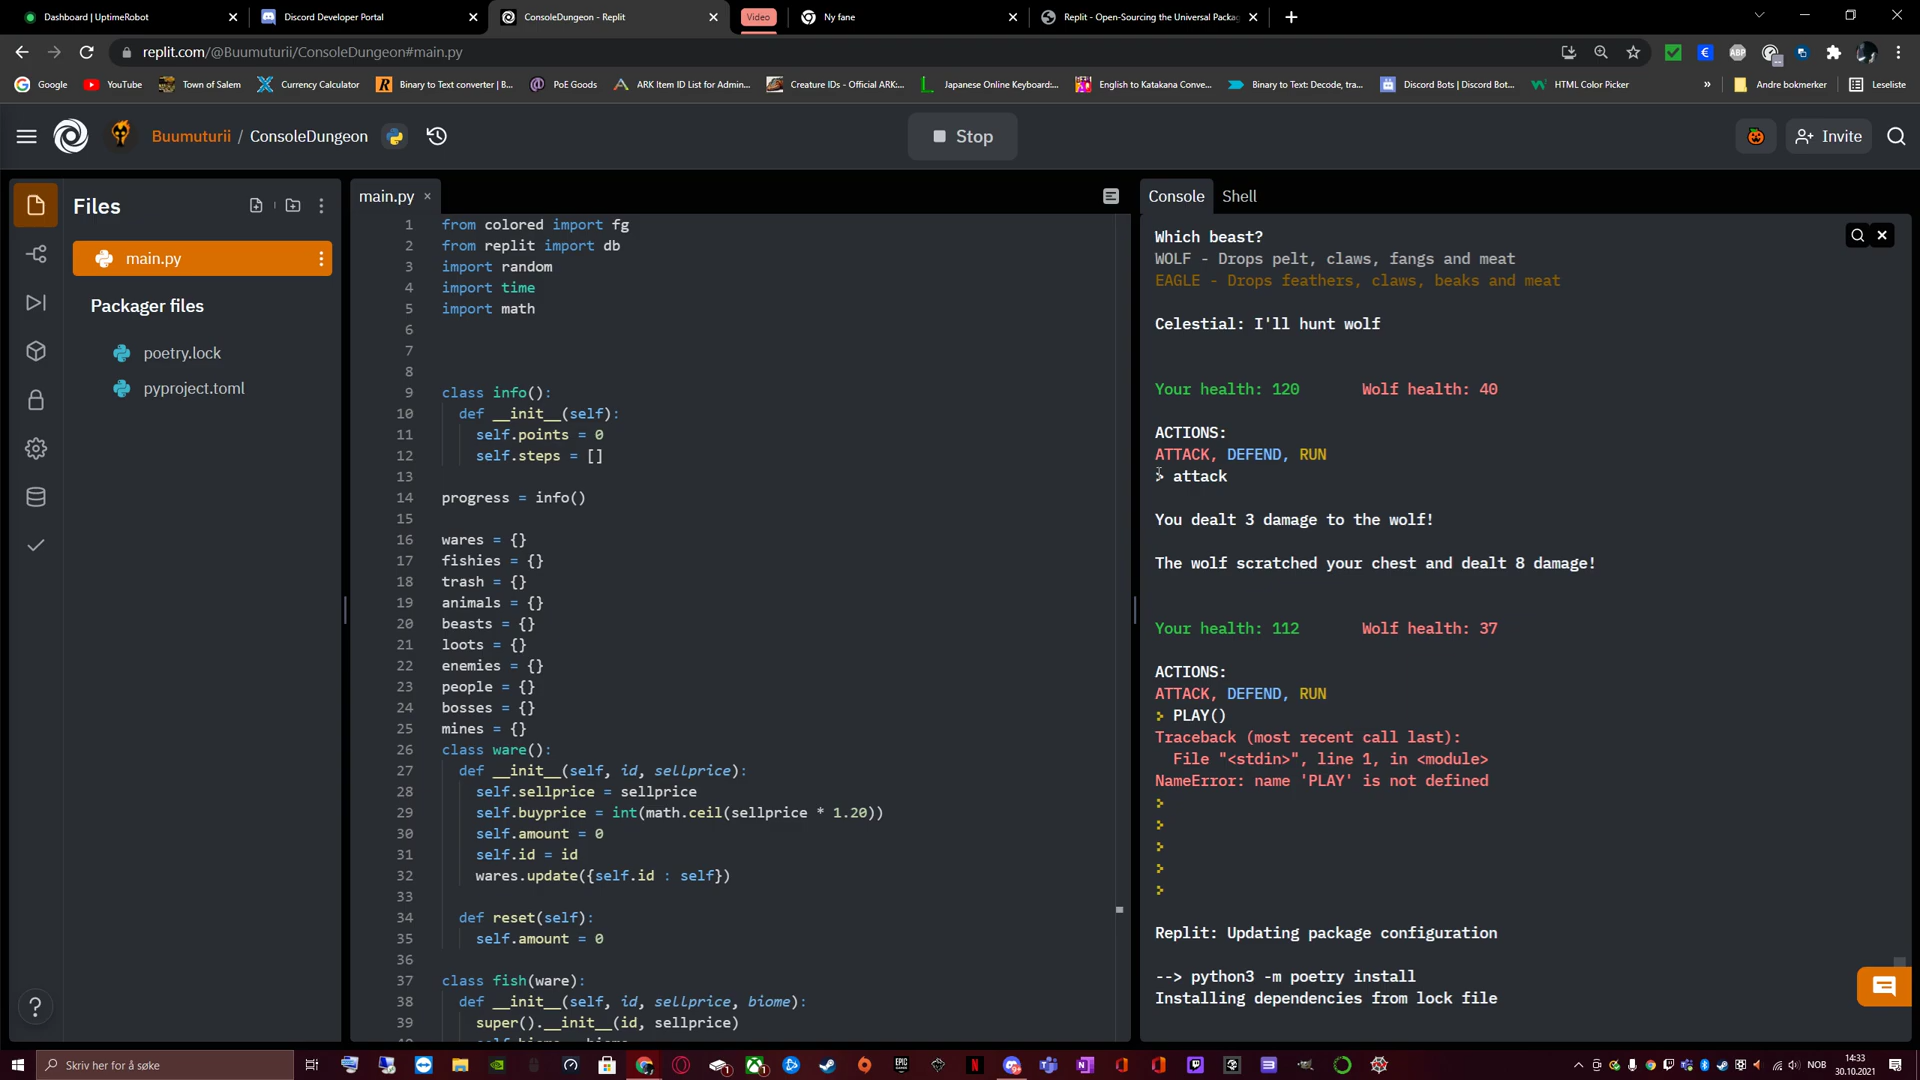 Dashboard | UptimeRobot
Discord Developer Portal
ConsoleDungeon - Replit
Video
Ny fane
Replit - Open-Sourcing the Universal Packa
replit.com/@Buumuturii/ConsoleDungeon#main.py
Google
YouTube
Town of Salem
Currency Calculator
Binary to Text converter | B...
PoE Goods
ARK Item ID List for Admin...
Creature IDs - Official ARK:...
Japanese Online Keyboard:...
English to Katakana Conve...
Binary to Text: Decode, tra...
Discord Bots | Discord Bot...
HTML Color Picker
»
Andre bokmerker
Leseliste
Buumuturii / ConsoleDungeon
Stop
Invite
Files
main.py
Packager files
poetry.lock
pyproject.toml
main.py
1 from colored import fg
2 from replit import db
3 import random
4 import time
5 import math
6
7
8
9 class info():
10 def __init__(self):
11 self.points = 0
12 self.steps = []
13
14 progress = info()
15
16 wares = {}
17 fishies = {}
18 trash = {}
19 animals = {}
20 beasts = {}
21 loots = {}
22 enemies = {}
23 people = {}
24 bosses = {}
25 mines = {}
26 class ware():
27 def __init__(self, id, sellprice):
28 self.sellprice = sellprice
29 self.buyprice = int(math.ceil(sellprice * 1.20))
30 self.amount = 0
31 self.id = id
32 wares.update({self.id : self})
33
34 def reset(self):
35 self.amount = 0
36
37 class fish(ware):
38 def __init__(self, id, sellprice, biome):
39 super().__init__(id, sellprice)
Console
Shell
Which beast?
WOLF - Drops pelt, claws, fangs and meat
EAGLE - Drops feathers, claws, beaks and meat
Celestial: I'll hunt wolf
Your health: 120 Wolf health: 40
ACTIONS:
ATTACK, DEFEND, RUN
> attack
You dealt 3 damage to the wolf!
The wolf scratched your chest and dealt 8 damage!
Your health: 112 Wolf health: 37
ACTIONS:
ATTACK, DEFEND, RUN
> PLAY()
Traceback (most recent call last):
File "<stdin>", line 1, in <module>
NameError: name 'PLAY' is not defined
>
>
>
>
>
Replit: Updating package configuration
--> python3 -m poetry install
Installing dependencies from lock file
Skriv her for å søke
NOB
14:33
30.10.2021